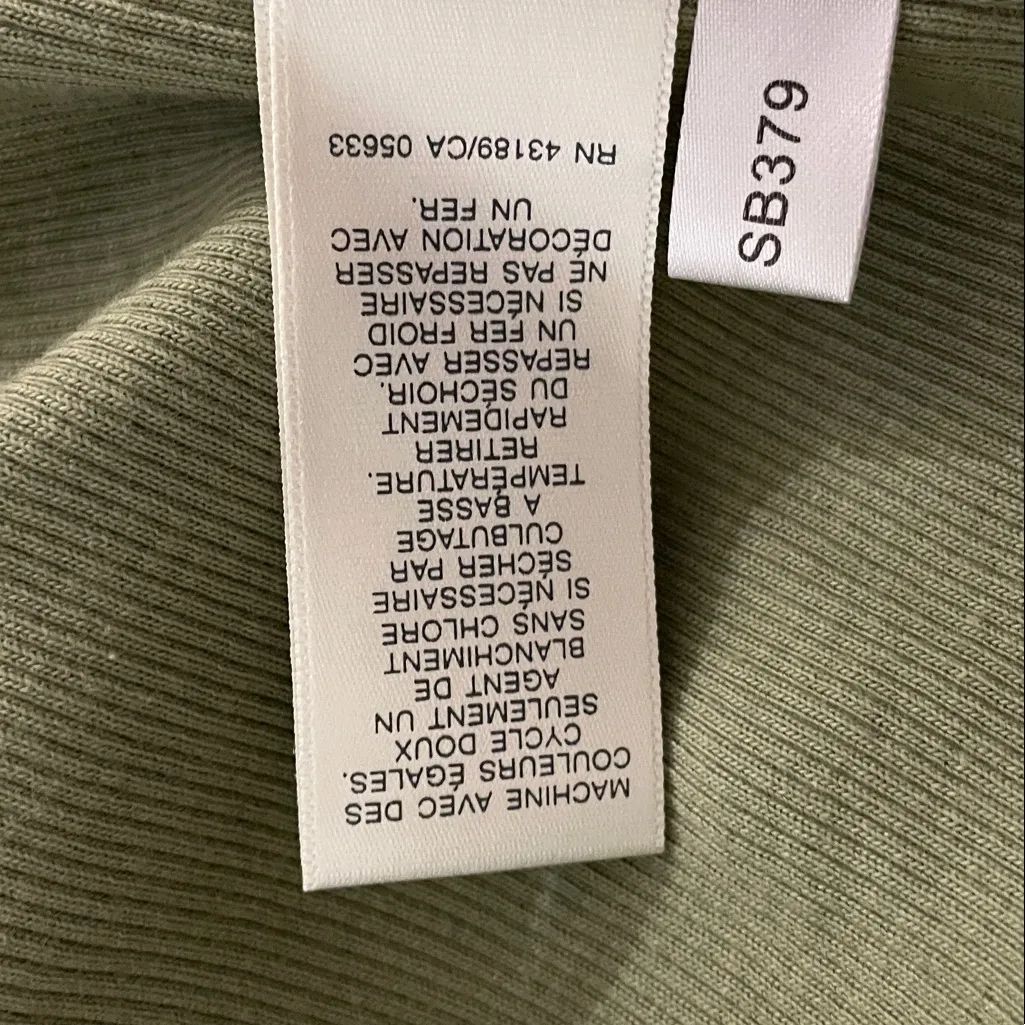 MACHINE AVEC DES
COULEURS ÉGALES.
CYCLE DOUX
SEULEMENT UN
AGENT DE
BLANCHIMENT
SANS CHLORE
SI NÉCESSAIRE
SÉCHER PAR
CULBUTAGE
A BASSE
TEMPÉRATURE.
RETIRER
RAPIDEMENT
DU SÉCHOIR.
REPASSER AVEC
UN FER FROID
SI NÉCESSAIRE
NE PAS REPASSER
DÉCORATION AVEC
UN FER.
RN 43189/CA 05633
SB379